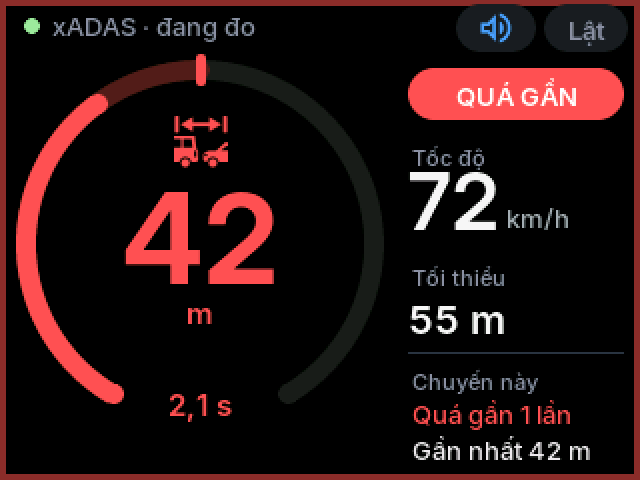 xADAS · đang đo
Lật
QUÁ GẦN
42
m
2,1 s
Tốc độ
72 km/h
Tối thiểu
55 m
Chuyến này
Quá gần 1 lần
Gần nhất 42 m